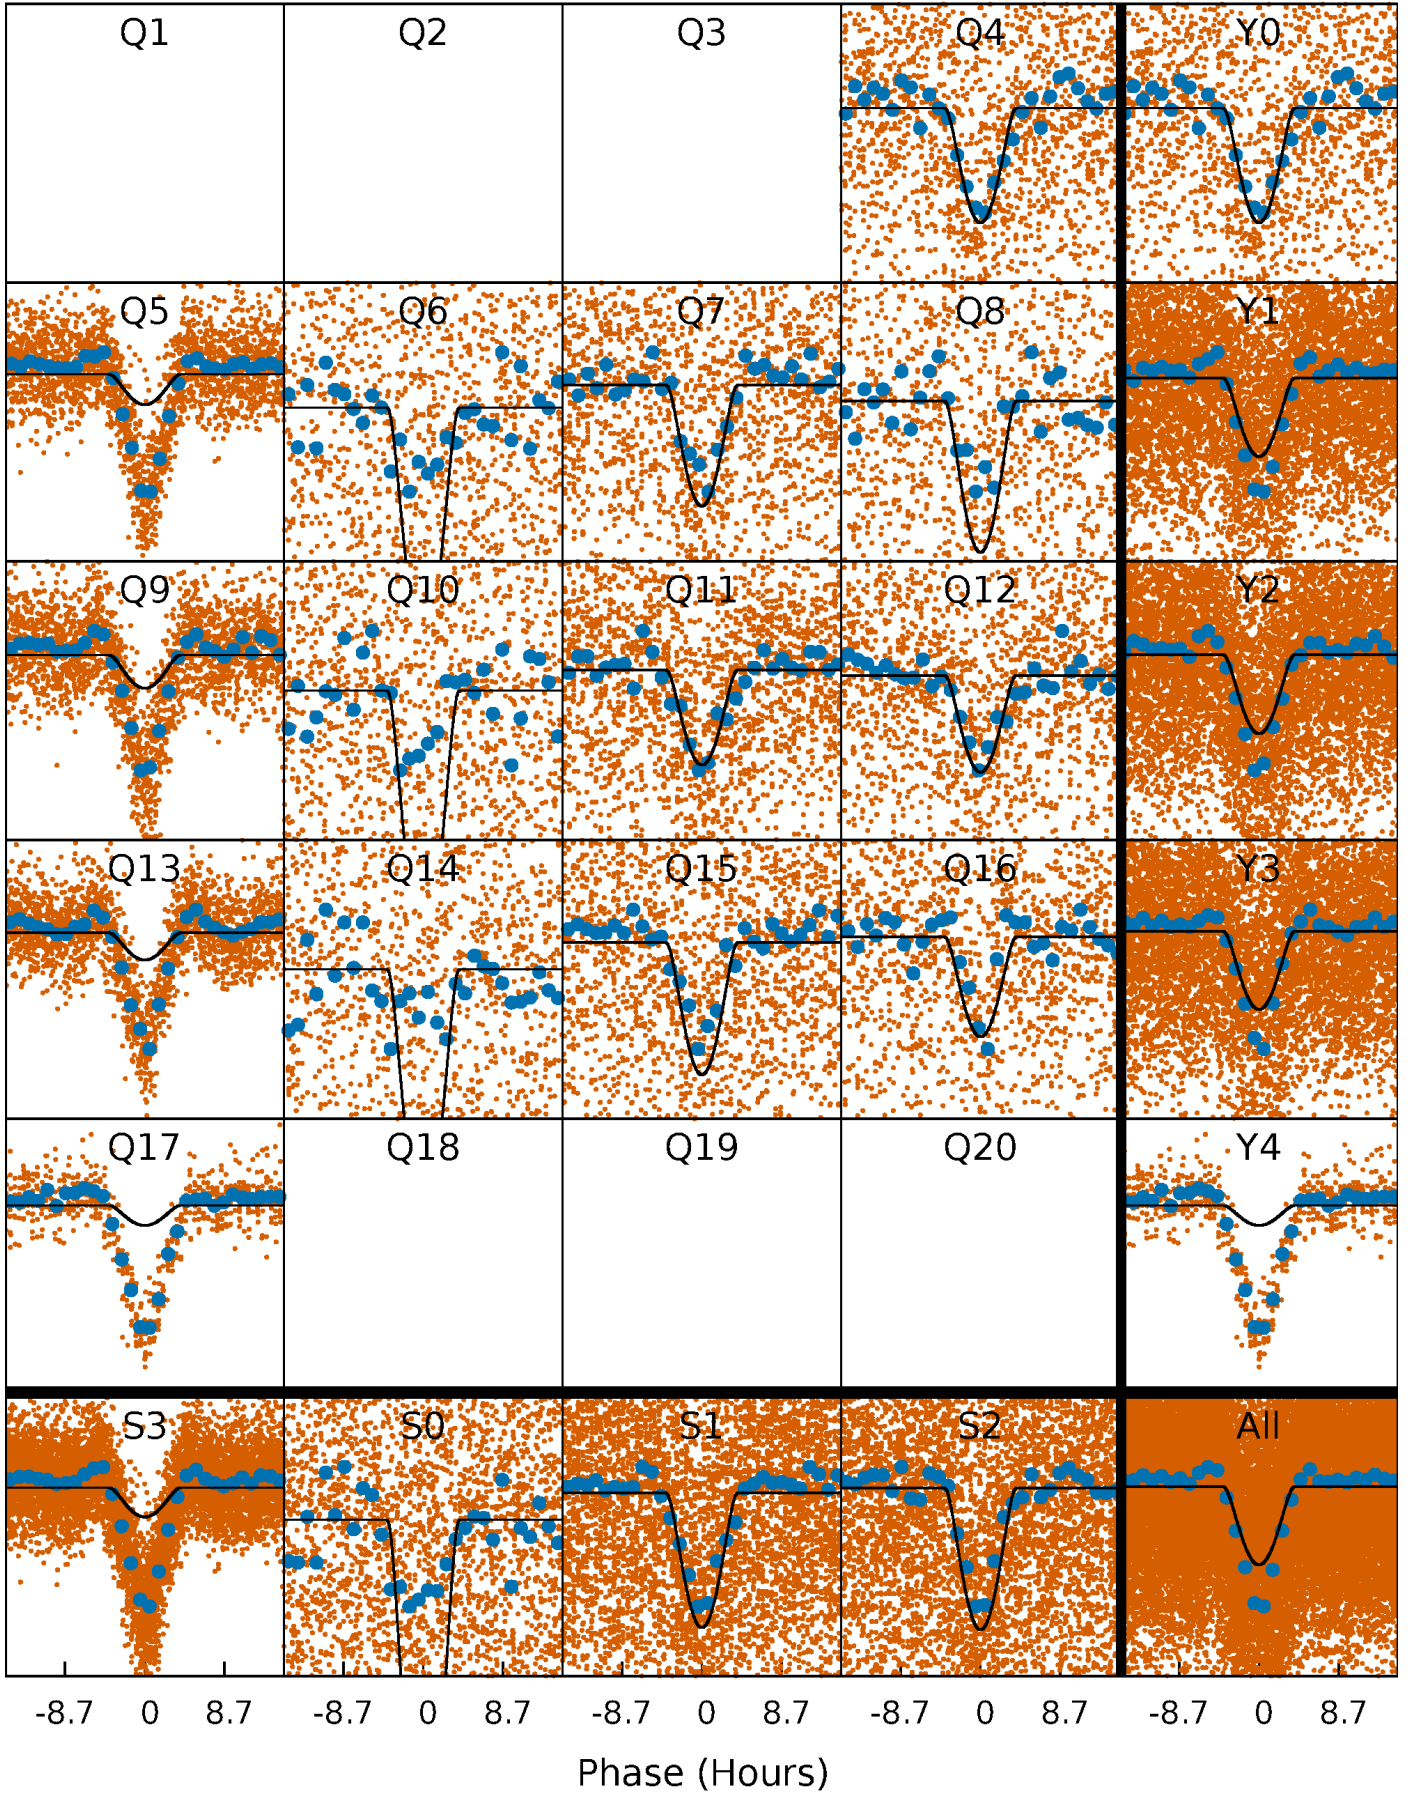 Q1 Q2 Q3 Q4 Y0
Q5 Q6 Q7 Q8 Y1
Q9 Q10 Q11 Q12 Y2
Q13 Q14 Q15 Q16 Y3
Q17 Q18 Q19 Q20 Y4
S3 S0 S1 S2 All
-8.7 0 8.7 -8.7 0 8.7 -8.7 0 8.7 -8.7 0 8.7 -8.7 0 8.7
Phase (Hours)